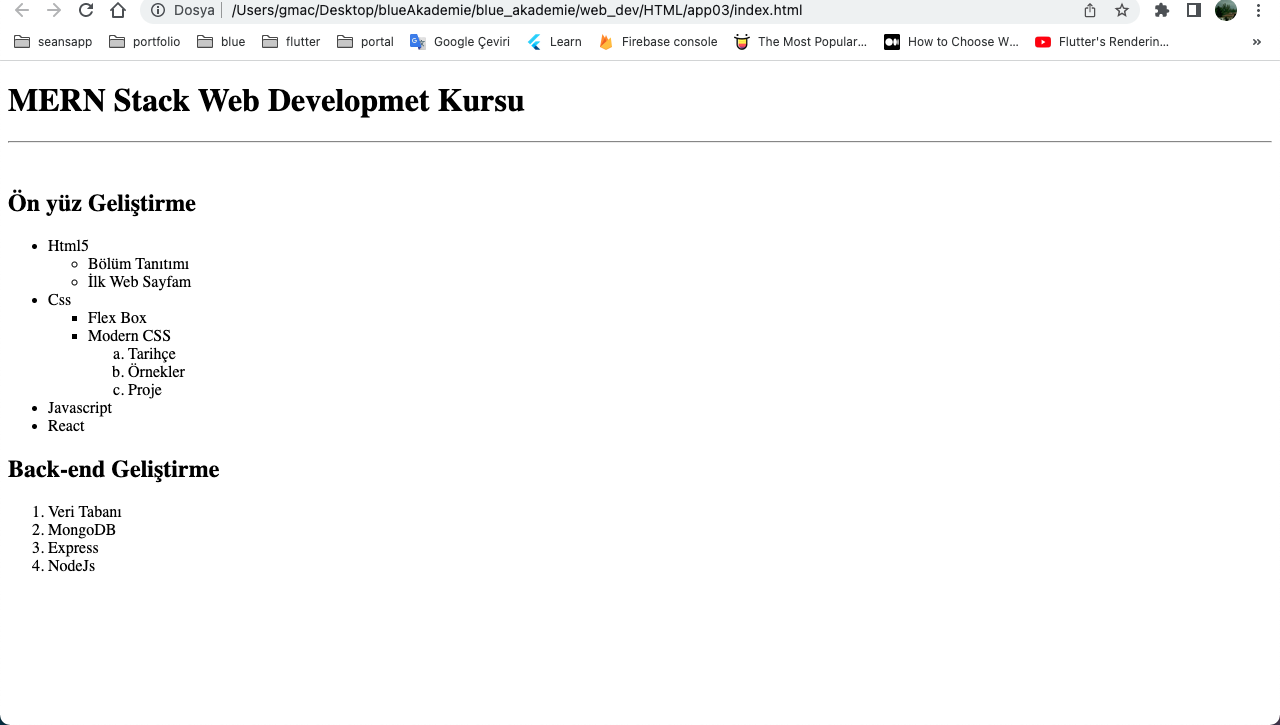 Dosya /Users/gmac/Desktop/blueAkademie/blue_akademie/web_dev/HTML/app03/index.html
seansapp portfolio blue flutter portal Google Çeviri Learn Firebase console The Most Popular... How to Choose W... Flutter's Renderin... »
MERN Stack Web Developmet Kursu
Ön yüz Geliştirme
Html5
Bölüm Tanıtımı
İlk Web Sayfam
Css
Flex Box
Modern CSS
a. Tarihçe
b. Örnekler
c. Proje
Javascript
React
Back-end Geliştirme
1. Veri Tabanı
2. MongoDB
3. Express
4. NodeJs